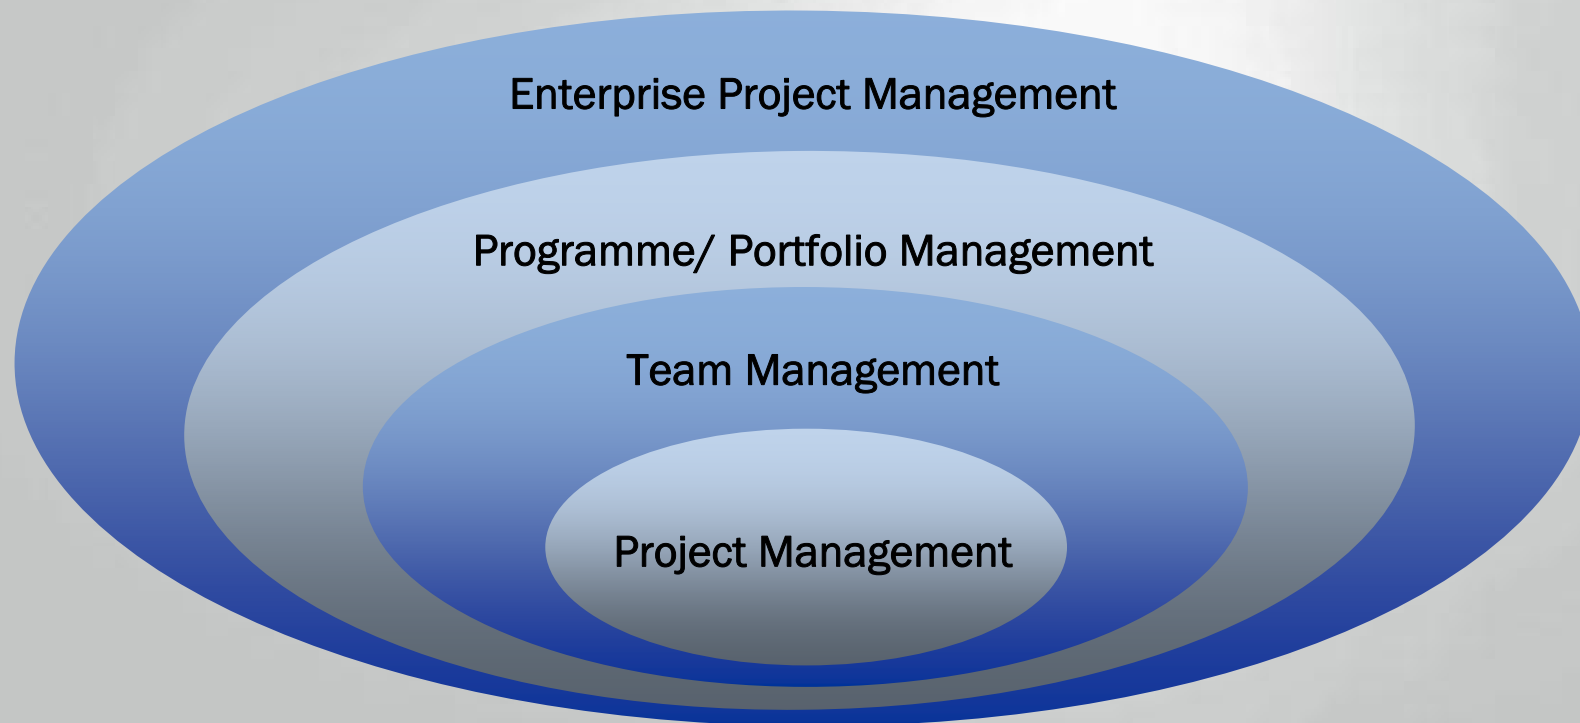 Enterprise Project Management
Programme/ Portfolio Management
Team Management
Project Management